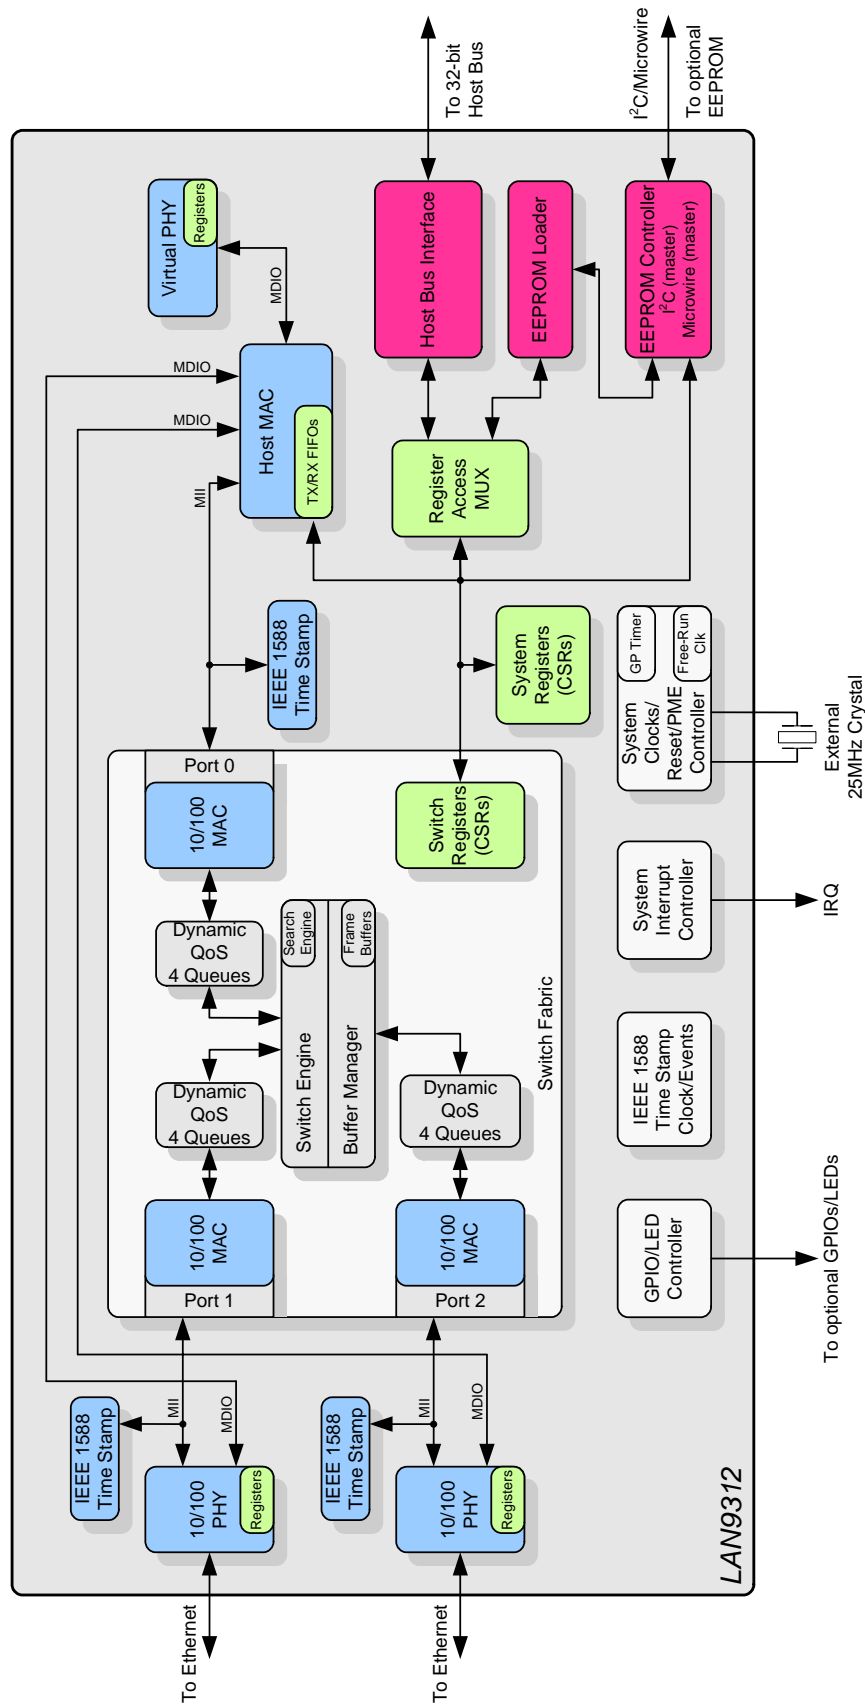 To Ethernet
10/100
PHY
Registers
IEEE 1588
Time Stamp
MII
MDIO
Port 1
10/100
MAC
Dynamic
QoS
4 Queues
Dynamic
QoS
4 Queues
10/100
MAC
Port 0
IEEE 1588
Time Stamp
MII
MDIO
MDIO
Host MAC
TX/RX FIFOs
MDIO
Virtual PHY
Registers
To Ethernet
10/100
PHY
Registers
IEEE 1588
Time Stamp
MII
MDIO
Port 2
10/100
MAC
Dynamic
QoS
4 Queues
Switch Engine
Buffer Manager
Search
Engine
Frame
Buffers
Switch
Registers
(CSRs)
Switch Fabric
System
Registers
(CSRs)
Register
Access
MUX
Host Bus Interface
To 32-bit
Host Bus
EEPROM Loader
EEPROM Controller
I²C (master)
Microwire (master)
I²C/Microwire
To optional
EEPROM
GPIO/LED
Controller
To optional GPIOs/LEDs
IEEE 1588
Time Stamp
Clock/Events
System
Interrupt
Controller
IRQ
System
Clocks/
Reset/PME
Controller
GP Timer
Free-Run
Clk
External
25MHz Crystal
LAN9312